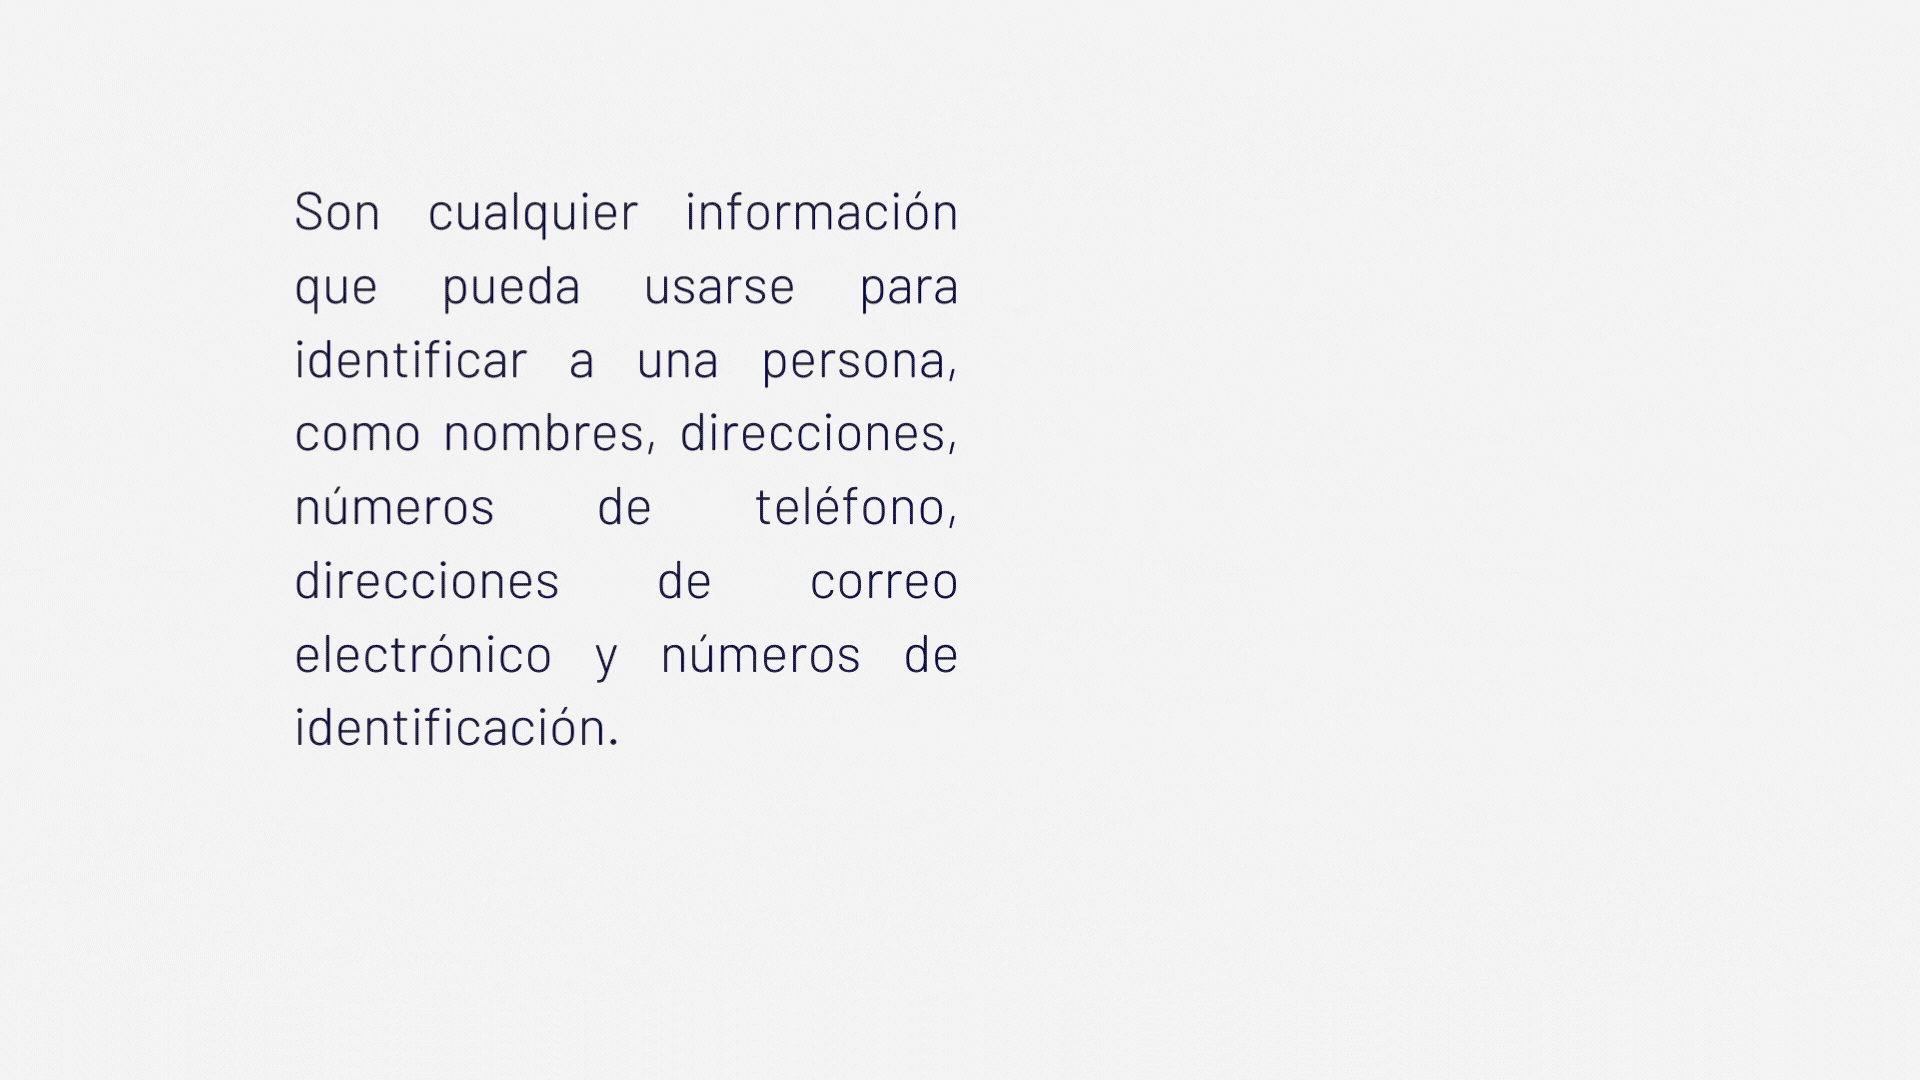 Son cualquier información
que pueda usarse para
identificar a una persona,
como nombres, direcciones,
números de teléfono,
direcciones de correo
electrónico y números de
identificación.